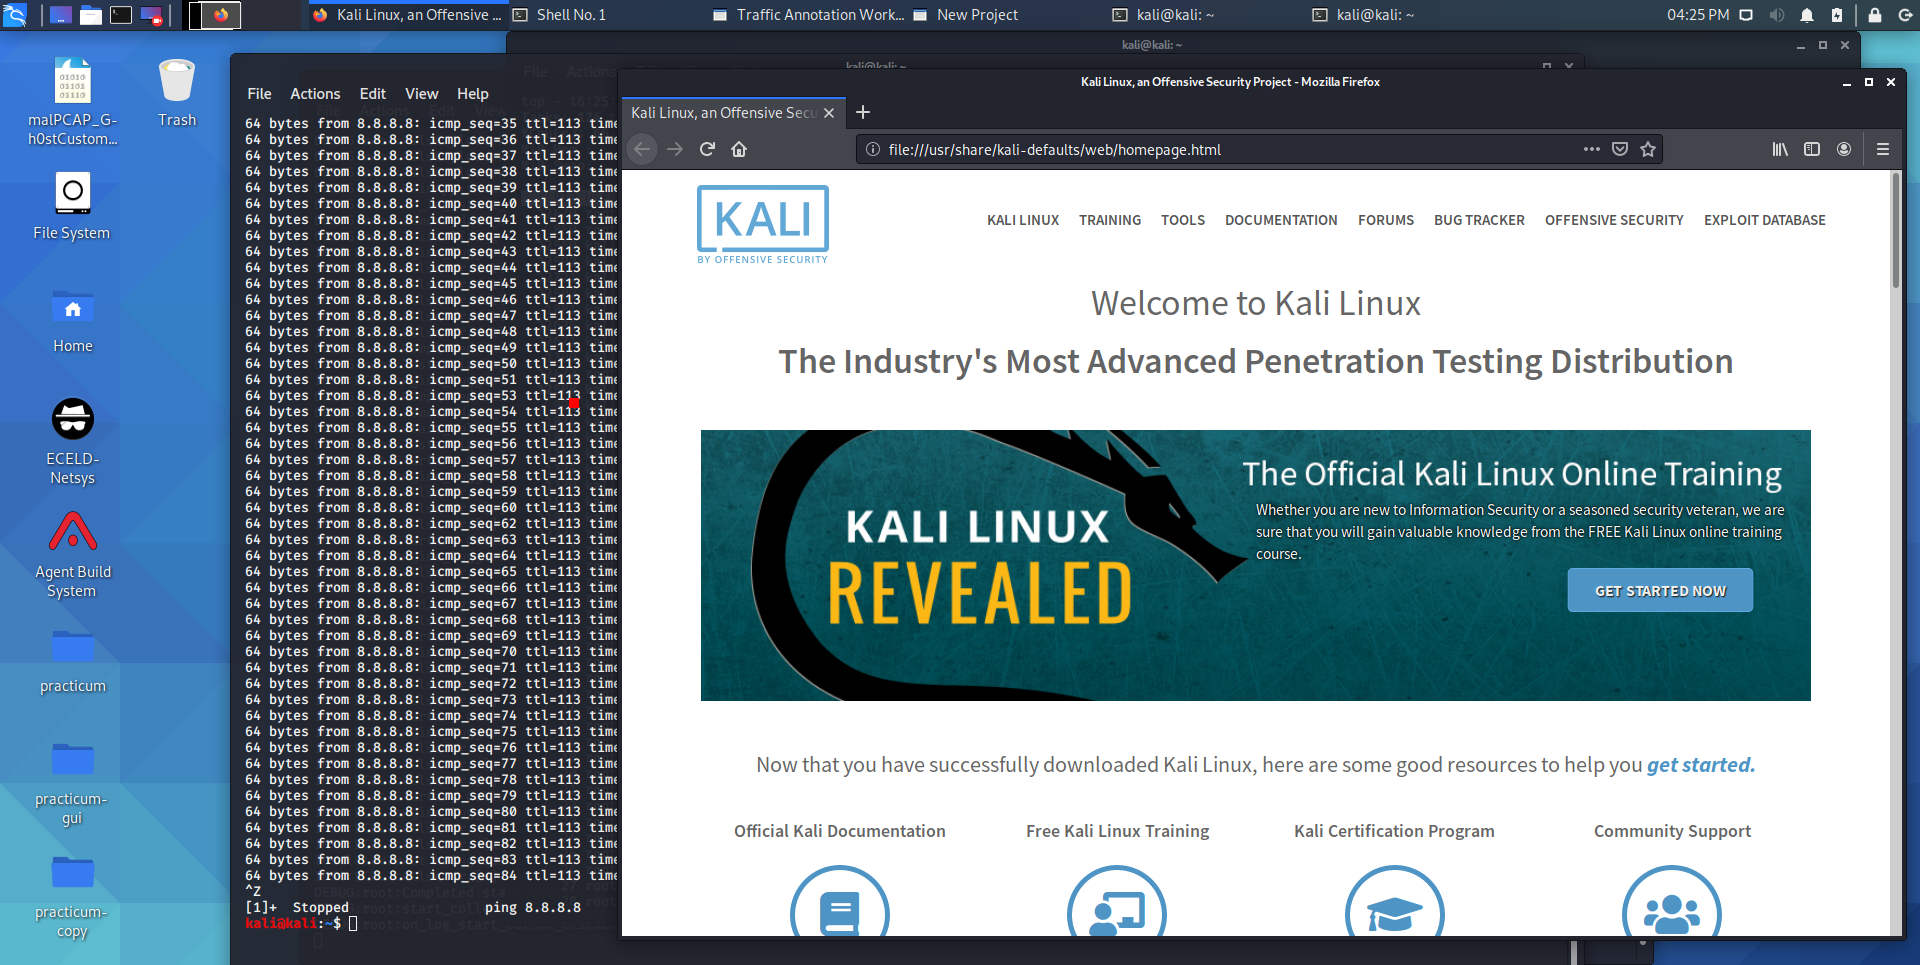 Kali Linux, an Offensive ...
Shell No. 1
Traffic Annotation Work...
New Project
kali@kali: ~
kali@kali: ~
04:25 PM
malPCAP_G-
h0stCustom...
Trash
File System
Home
ECELD-
Netsys
Agent Build
System
practicum
practicum-
gui
practicum-
copy
kali@kali: ~
kali@kali: ~
File Actions Edit View Help
64 bytes from 8.8.8.8: icmp_seq=35 ttl=113 time
64 bytes from 8.8.8.8: icmp_seq=36 ttl=113 time
64 bytes from 8.8.8.8: icmp_seq=37 ttl=113 time
64 bytes from 8.8.8.8: icmp_seq=38 ttl=113 time
64 bytes from 8.8.8.8: icmp_seq=39 ttl=113 time
64 bytes from 8.8.8.8: icmp_seq=40 ttl=113 time
64 bytes from 8.8.8.8: icmp_seq=41 ttl=113 time
64 bytes from 8.8.8.8: icmp_seq=42 ttl=113 time
64 bytes from 8.8.8.8: icmp_seq=43 ttl=113 time
64 bytes from 8.8.8.8: icmp_seq=44 ttl=113 time
64 bytes from 8.8.8.8: icmp_seq=45 ttl=113 time
64 bytes from 8.8.8.8: icmp_seq=46 ttl=113 time
64 bytes from 8.8.8.8: icmp_seq=47 ttl=113 time
64 bytes from 8.8.8.8: icmp_seq=48 ttl=113 time
64 bytes from 8.8.8.8: icmp_seq=49 ttl=113 time
64 bytes from 8.8.8.8: icmp_seq=50 ttl=113 time
64 bytes from 8.8.8.8: icmp_seq=51 ttl=113 time
64 bytes from 8.8.8.8: icmp_seq=53 ttl=113 time
64 bytes from 8.8.8.8: icmp_seq=54 ttl=113 time
64 bytes from 8.8.8.8: icmp_seq=55 ttl=113 time
64 bytes from 8.8.8.8: icmp_seq=56 ttl=113 time
64 bytes from 8.8.8.8: icmp_seq=57 ttl=113 time
64 bytes from 8.8.8.8: icmp_seq=58 ttl=113 time
64 bytes from 8.8.8.8: icmp_seq=59 ttl=113 time
64 bytes from 8.8.8.8: icmp_seq=60 ttl=113 time
64 bytes from 8.8.8.8: icmp_seq=62 ttl=113 time
64 bytes from 8.8.8.8: icmp_seq=63 ttl=113 time
64 bytes from 8.8.8.8: icmp_seq=64 ttl=113 time
64 bytes from 8.8.8.8: icmp_seq=65 ttl=113 time
64 bytes from 8.8.8.8: icmp_seq=66 ttl=113 time
64 bytes from 8.8.8.8: icmp_seq=67 ttl=113 time
64 bytes from 8.8.8.8: icmp_seq=68 ttl=113 time
64 bytes from 8.8.8.8: icmp_seq=69 ttl=113 time
64 bytes from 8.8.8.8: icmp_seq=70 ttl=113 time
64 bytes from 8.8.8.8: icmp_seq=71 ttl=113 time
64 bytes from 8.8.8.8: icmp_seq=72 ttl=113 time
64 bytes from 8.8.8.8: icmp_seq=73 ttl=113 time
64 bytes from 8.8.8.8: icmp_seq=74 ttl=113 time
64 bytes from 8.8.8.8: icmp_seq=75 ttl=113 time
64 bytes from 8.8.8.8: icmp_seq=76 ttl=113 time
64 bytes from 8.8.8.8: icmp_seq=77 ttl=113 time
64 bytes from 8.8.8.8: icmp_seq=78 ttl=113 time
64 bytes from 8.8.8.8: icmp_seq=79 ttl=113 time
64 bytes from 8.8.8.8: icmp_seq=80 ttl=113 time
64 bytes from 8.8.8.8: icmp_seq=81 ttl=113 time
64 bytes from 8.8.8.8: icmp_seq=82 ttl=113 time
64 bytes from 8.8.8.8: icmp_seq=83 ttl=113 time
64 bytes from 8.8.8.8: icmp_seq=84 ttl=113 time
^Z
[1]+ Stopped ping 8.8.8.8
kali@kali:~$
Kali Linux, an Offensive Security Project - Mozilla Firefox
Kali Linux, an Offensive Secu
file:///usr/share/kali-defaults/web/homepage.html
KALI
BY OFFENSIVE SECURITY
KALI LINUX TRAINING TOOLS DOCUMENTATION FORUMS BUG TRACKER OFFENSIVE SECURITY EXPLOIT DATABASE
Welcome to Kali Linux
The Industry's Most Advanced Penetration Testing Distribution
KALI LINUX
REVEALED
The Official Kali Linux Online Training
Whether you are new to Information Security or a seasoned security veteran, we are
sure that you will gain valuable knowledge from the FREE Kali Linux online training
course.
GET STARTED NOW
Now that you have successfully downloaded Kali Linux, here are some good resources to help you get started.
Official Kali Documentation
Free Kali Linux Training
Kali Certification Program
Community Support